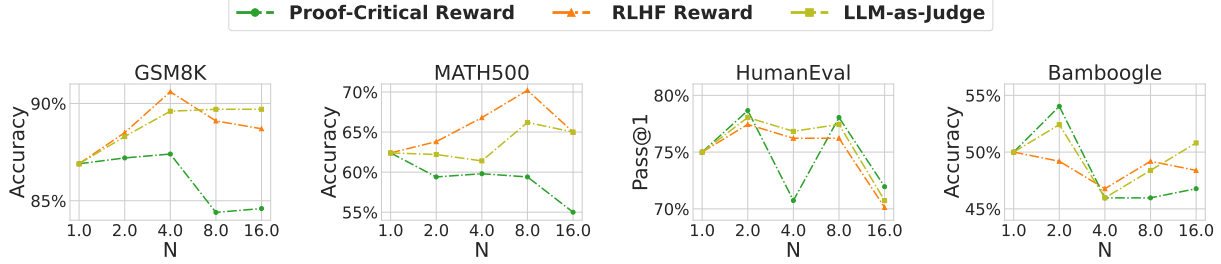 Proof-Critical Reward RLHF Reward LLM-as-Judge
GSM8K
90%
85%
Accuracy
1.0 2.0 4.0 8.0 16.0
N
MATH500
70%
65%
60%
55%
Accuracy
1.0 2.0 4.0 8.0 16.0
N
HumanEval
80%
75%
70%
Pass@1
1.0 2.0 4.0 8.0 16.0
N
Bamboogle
55%
50%
45%
Accuracy
1.0 2.0 4.0 8.0 16.0
N